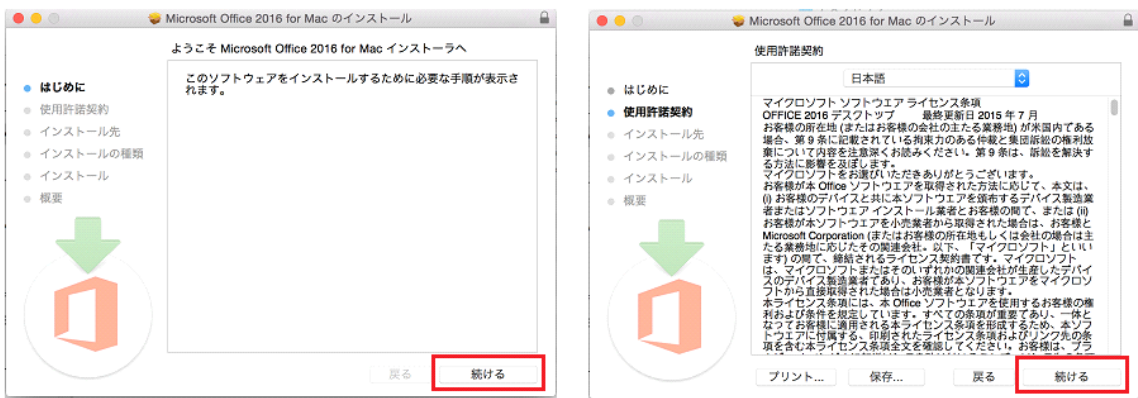 Microsoft Office 2016 for Mac のインストール
ようこそ Microsoft Office 2016 for Mac インストーラへ
はじめに
使用許諾契約
インストール先
インストールの種類
インストール
概要
このソフトウェアをインストールするために必要な手順が表示さ
れます。
戻る
続ける
Microsoft Office 2016 for Mac のインストール
使用許諾契約
はじめに
使用許諾契約
インストール先
インストールの種類
インストール
概要
日本語
マイクロソフト ソフトウエア ライセンス条項
OFFICE 2016 デスクトップ 最終更新日 2015 年 7 月
お客様の所在地 (またはお客様の会社の主たる業務地) が米国内である
場合、第 9 条に記載されている拘束力のある仲裁と集団訴訟の権利放
棄について内容を注意深くお読みください。第 9 条は、訴訟を解決す
る方法に影響を及ぼします。
マイクロソフトをお選びいただきありがとうございます。
お客様が本 Office ソフトウエアを取得された方法に応じて、本文は、
(i) お客様のデバイスと共に本ソフトウエアを頒布するデバイス製造業
者またはソフトウエア インストール業者とお客様の間で、または (ii)
お客様が本ソフトウエアを小売業者から取得された場合は、お客様と
Microsoft Corporation (またはお客様の所在地もしくは会社の場合は主
たる業務地に応じたその関連会社。以下、「マイクロソフト」といい
ます) の間で、締結されるライセンス契約書です。マイクロソフト
は、マイクロソフトまたはそのいずれかの関連会社が生産したデバイ
スのデバイス製造業者であり、お客様が本ソフトウエアをマイクロソ
フトから直接取得された場合は小売業者となります。
本ライセンス条項には、本 Office ソフトウエアを使用するお客様の権
利および条件を規定しています。すべての条項が重要であり、一体と
なってお客様に適用される本ライセンス条項を形成するため、本ソフ
トウエアに付属する、印刷されたライセンス条項およびリンク先の条
項を含む本ライセンス条項全文を確認してください。お客様は、プラ
プリント...
保存...
戻る
続ける